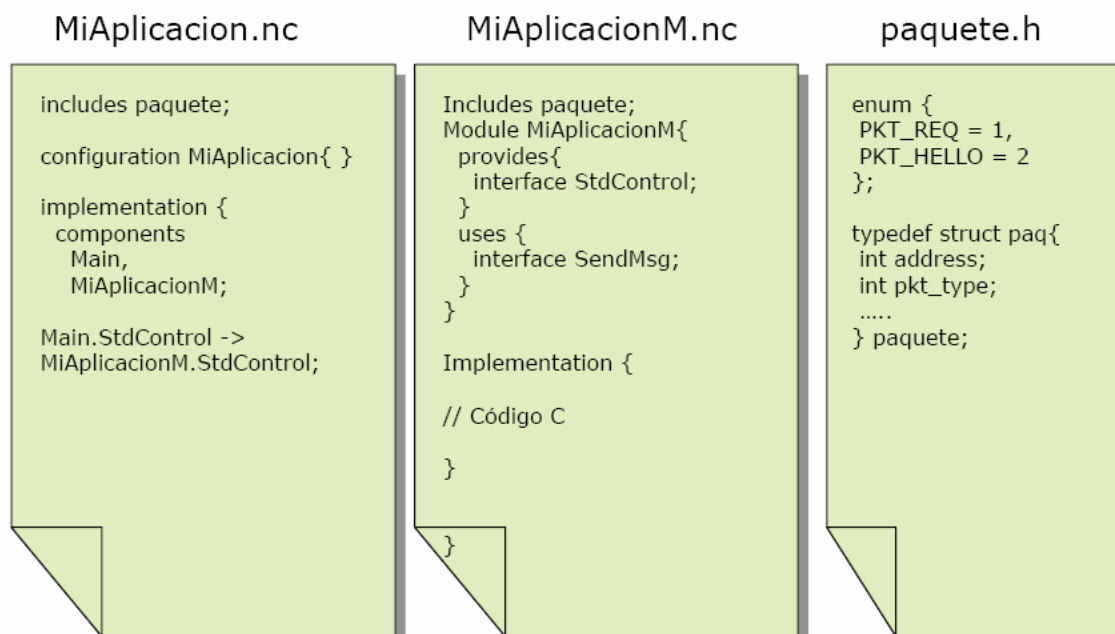 MiAplicacion.nc
includes paquete;
configuration MiAplicacion{ }
implementation {
components
Main,
MiAplicacionM;
Main.StdControl ->
MiAplicacionM.StdControl;
MiAplicacionM.nc
Includes paquete;
Module MiAplicacionM{
provides{
interface StdControl;
}
uses {
interface SendMsg;
}
}
Implementation {
// Código C
}
}
paquete.h
enum {
PKT_REQ = 1,
PKT_HELLO = 2
};
typedef struct paq{
int address;
int pkt_type;
.....
} paquete;